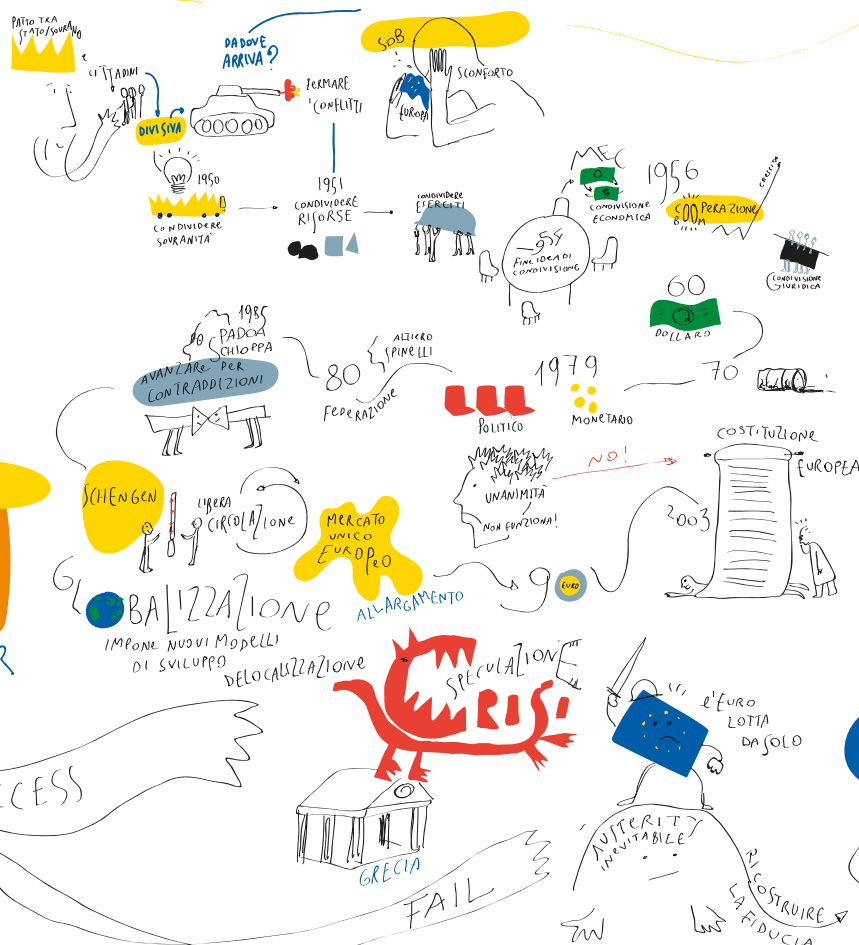 PATTO TRA
STATO/SOVRANO
E
CITTADINI
DIVISIVA
DA DOVE
ARRIVA?
FERMARE
I CONFLITTI
SOB
SCONFORTO
EUROPA
1950
CONDIVIDERE
SOVRANITÀ
1951
CONDIVIDERE
RISORSE
CONDIVIDERE
ESERCITI
1954
FINE IDEA DI
CONDIVISIONE
MEC
CONDIVISIONE
ECONOMICA
1956
COOPERAZIONE
BOOM
CRESCITA
CONDIVISIONE
GIURIDICA
60
DOLLARO
70
1979
POLITICO
MONETARIO
ALTIERO
SPINELLI
80
FEDERAZIONE
1985
PADOA
SCHIOPPA
AVANZARE PER
CONTRADDIZIONI
SCHENGEN
LIBERA
CIRCOLAZIONE
MERCATO
UNICO
EUROPEO
ALLARGAMENTO
90
EURO
UNANIMITÀ
NON FUNZIONA!
NO!
2003
COSTITUZIONE
EUROPEA
GLOBALIZZAZIONE
IMPONE NUOVI MODELLI
DI SVILUPPO
DELOCALIZZAZIONE
SPECULAZIONE
CRISI
GRECIA
L'EURO
LOTTA
DA SOLO
AUSTERITY
INEVITABILE
RICOSTRUIRE
LA FIDUCIA
CCESS
FAIL
R